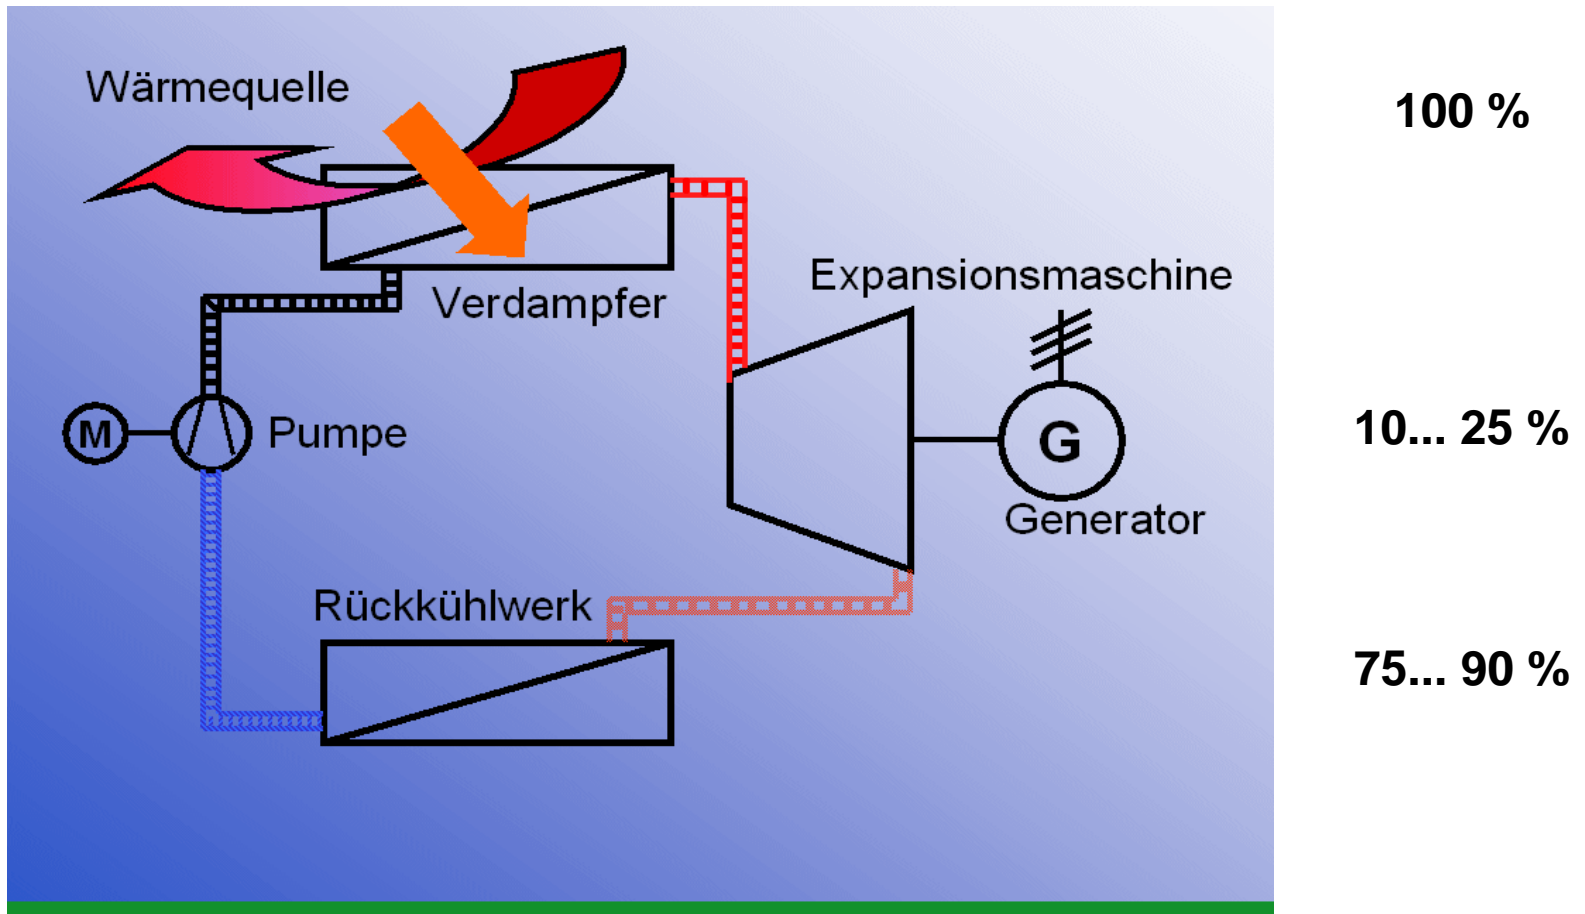 Wärmequelle
100 %
Expansionsmaschine
Verdampfer
M
Pumpe
G
10... 25 %
Generator
Rückkühlwerk
75... 90 %